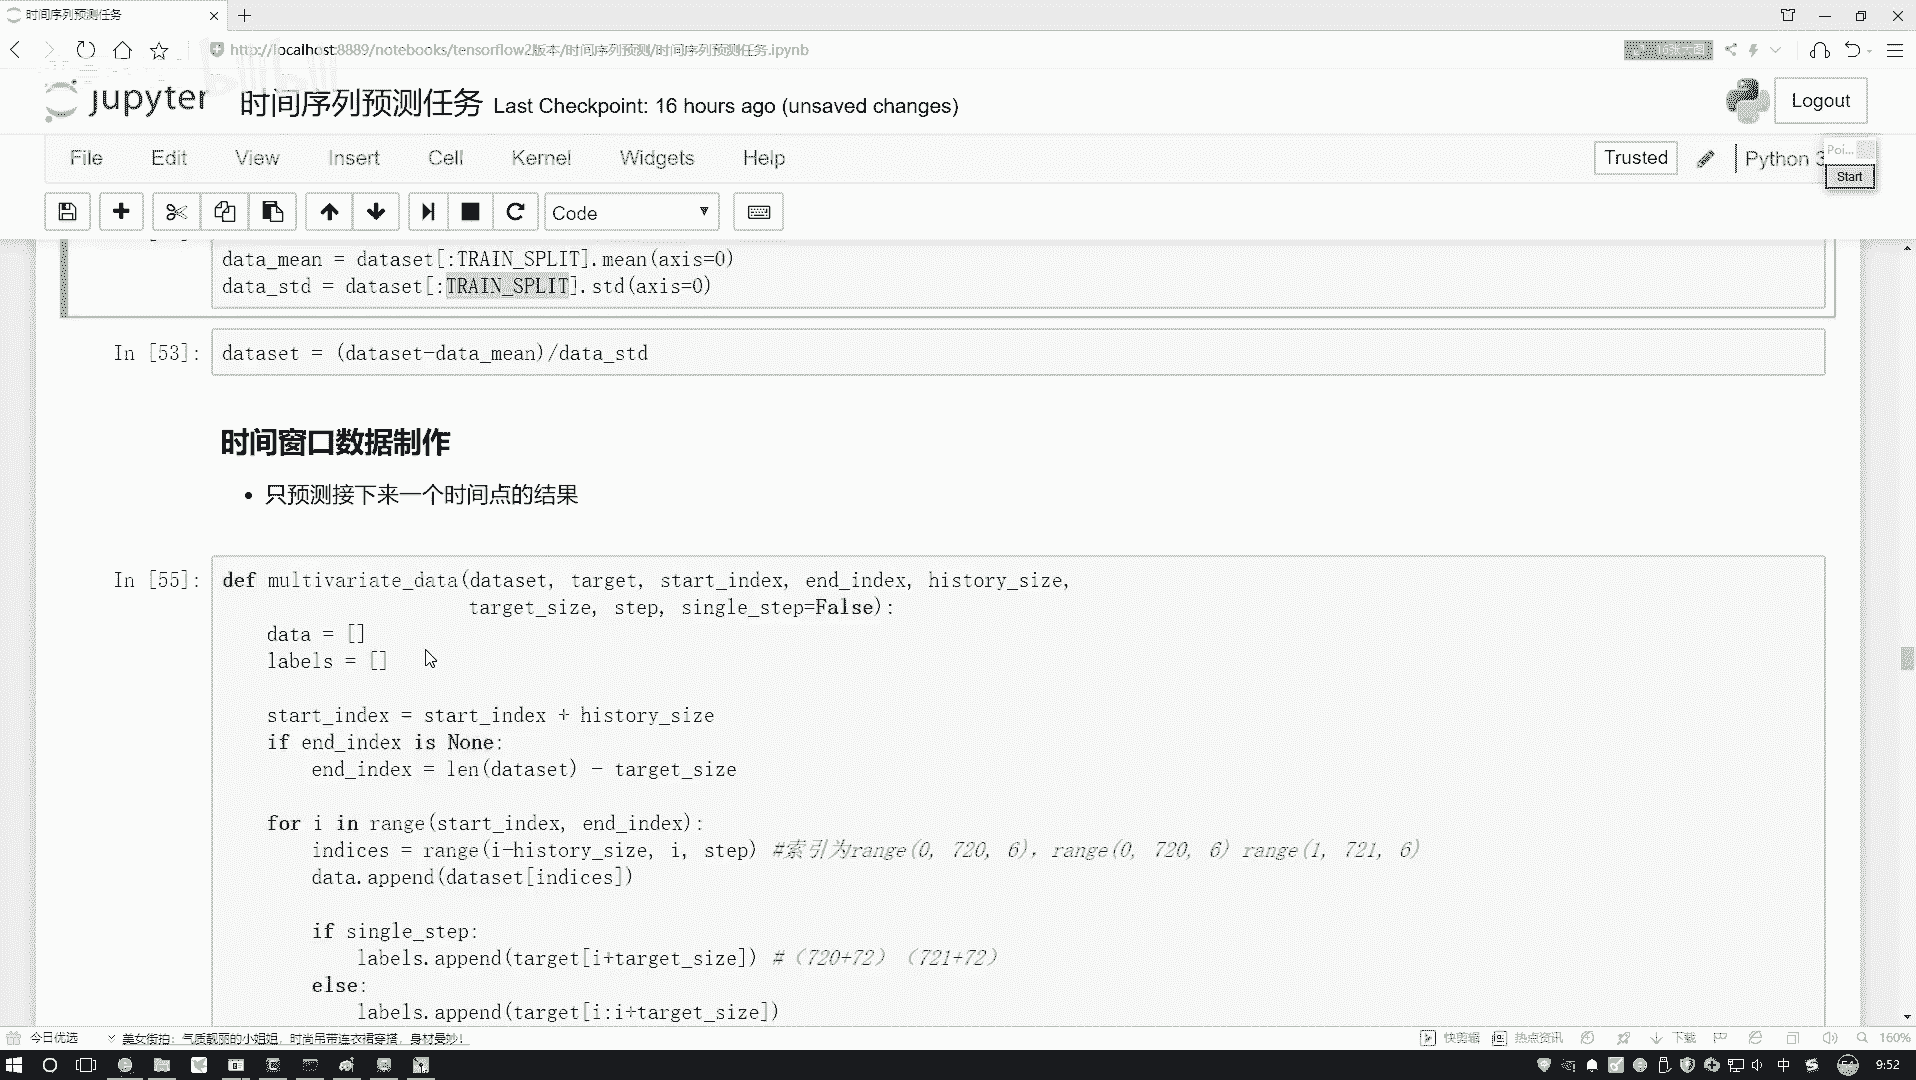 时间序列预测任务
http://localhost:8889/notebooks/tensorflow2版本/时间序列预测/时间序列预测任务.ipynb
jupyter 时间序列预测任务 Last Checkpoint: 16 hours ago (unsaved changes)
Logout
File Edit View Insert Cell Kernel Widgets Help
Trusted
Python 3
Poi...
Start
Code
data_mean = dataset[:TRAIN_SPLIT].mean(axis=0)
data_std = dataset[:TRAIN_SPLIT].std(axis=0)
In [53]: dataset = (dataset-data_mean)/data_std
时间窗口数据制作
• 只预测接下来一个时间点的结果
In [55]: def multivariate_data(dataset, target, start_index, end_index, history_size,
target_size, step, single_step=False):
data = []
labels = []
start_index = start_index + history_size
if end_index is None:
end_index = len(dataset) - target_size
for i in range(start_index, end_index):
indices = range(i-history_size, i, step) #索引为range(0, 720, 6)，range(0, 720, 6) range(1, 721, 6)
data.append(dataset[indices])
if single_step:
labels.append(target[i+target_size]) #（720+72）（721+72）
else:
labels.append(target[i:i+target_size])
今日优选
美女街拍：气质靓丽的小姐姐，时尚吊带连衣裙穿搭，身材曼妙！
快剪辑 热点资讯 下载 160%
中 54 9:52